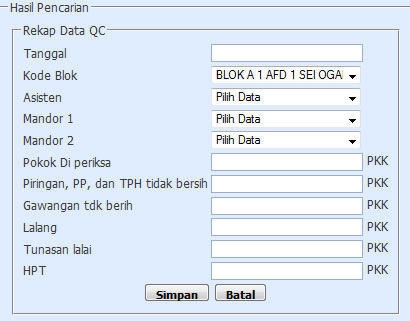 Hasil Pencarian
Rekap Data QC
Tanggal
Kode Blok BLOK A 1 AFD 1 SEI OGAI
Asisten Pilih Data
Mandor 1 Pilih Data
Mandor 2 Pilih Data
Pokok Di periksa PKK
Piringan, PP, dan TPH tidak bersih PKK
Gawangan tdk berih PKK
Lalang PKK
Tunasan lalai PKK
HPT PKK
Simpan Batal